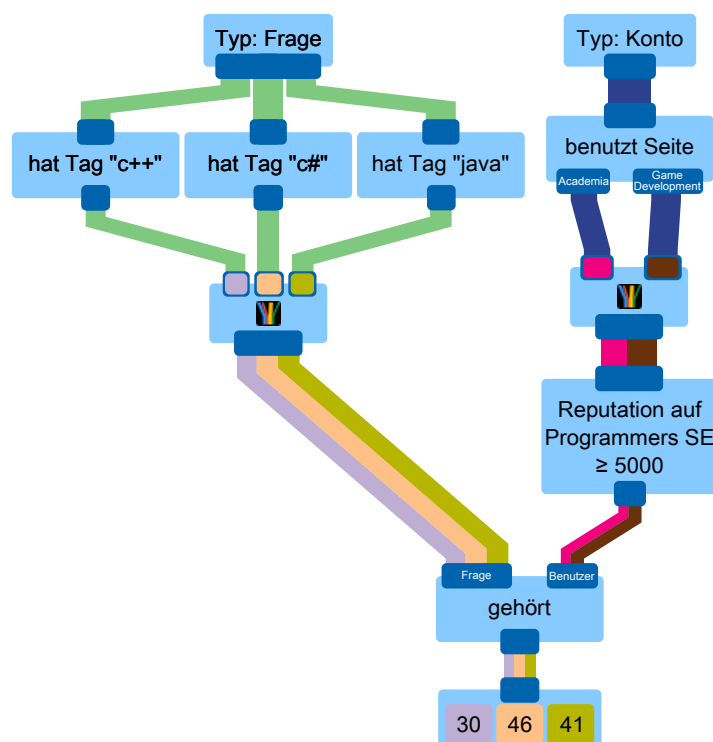 Typ: Frage
Typ: Konto
hat Tag "c++"
hat Tag "c#"
hat Tag "java"
benutzt Seite
Academia
Game
Development
Reputation auf
Programmers SE
≥ 5000
Frage
Benutzer
gehört
30
46
41